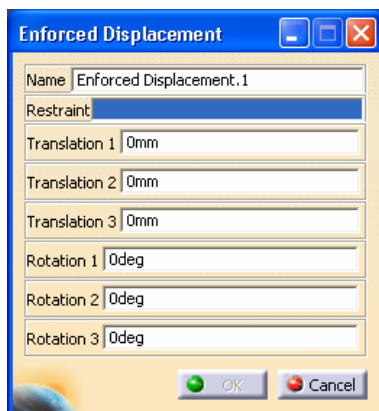 Enforced Displacement
Name Enforced Displacement.1
Restraint
Translation 1 0mm
Translation 2 0mm
Translation 3 0mm
Rotation 1 0deg
Rotation 2 0deg
Rotation 3 0deg
OK Cancel